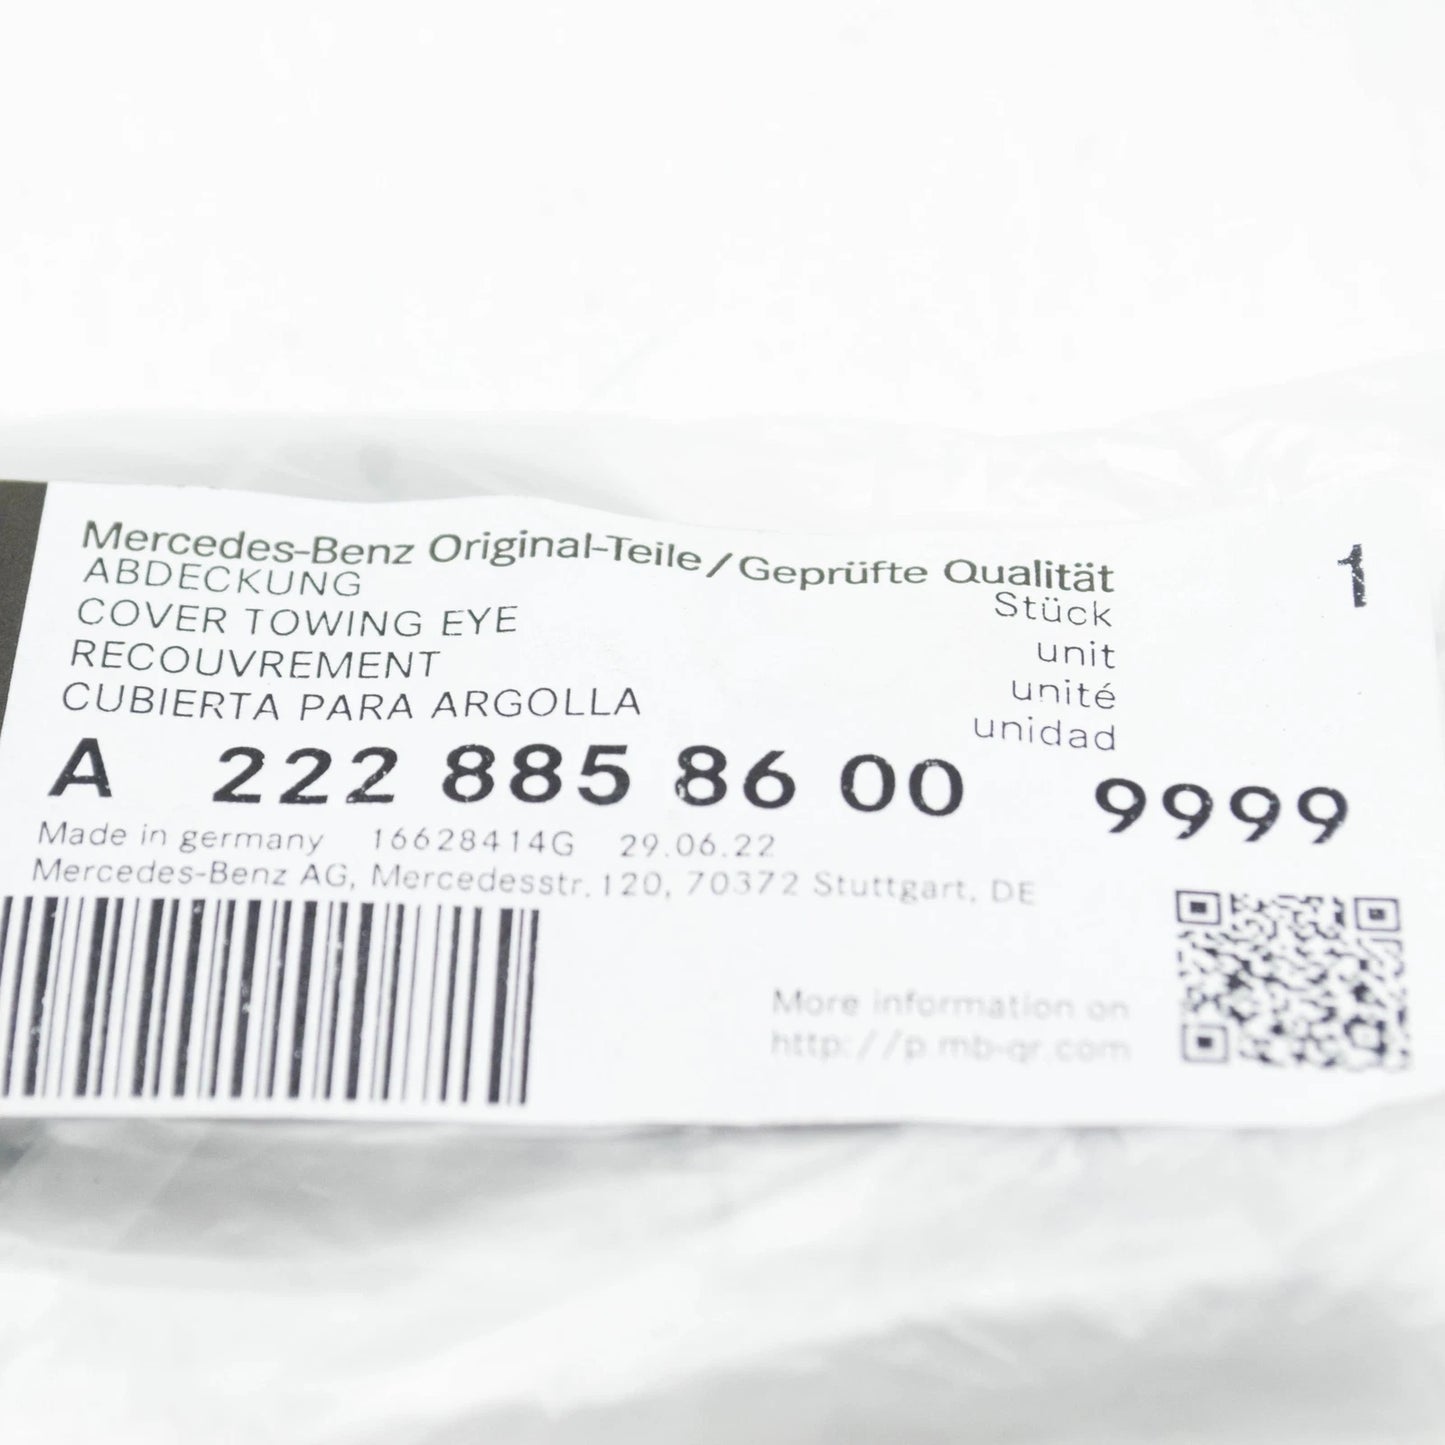 Mercedes-Benz Original-Teile/Geprüfte Qualität
ABDECKUNG
COVER TOWING EYE
RECOUVREMENT
CUBIERTA PARA ARGOLLA
Stück 1
unit
unité
unidad
A 222 885 86 00 9999
Made in germany 16628414G 29.06.22
Mercedes-Benz AG, Mercedesstr.120, 70372 Stuttgart, DE
More information on
http://p.mb-qr.com